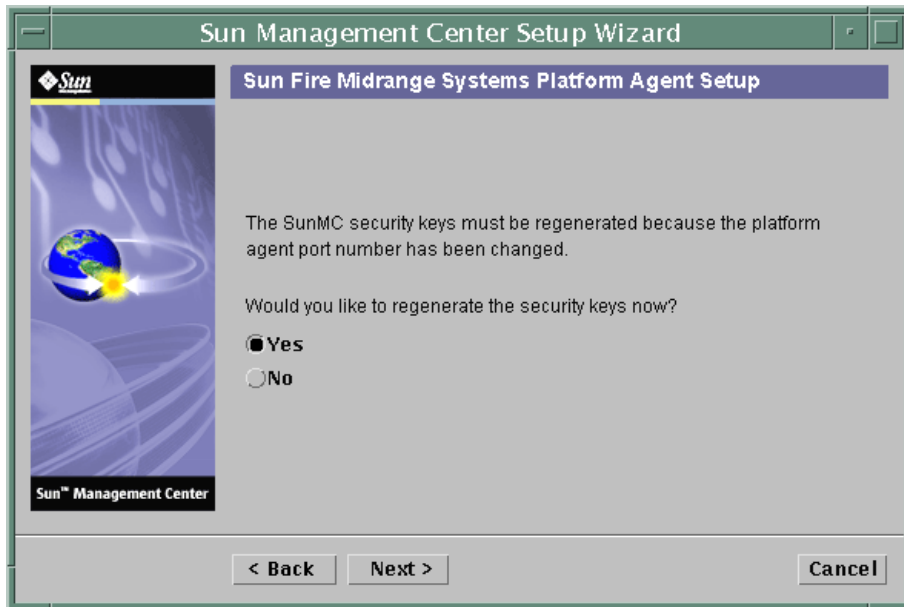 Sun Management Center Setup Wizard
Sun
Sun Fire Midrange Systems Platform Agent Setup
The SunMC security keys must be regenerated because the platform
agent port number has been changed.
Would you like to regenerate the security keys now?
Yes
No
Sun™ Management Center
< Back
Next >
Cancel